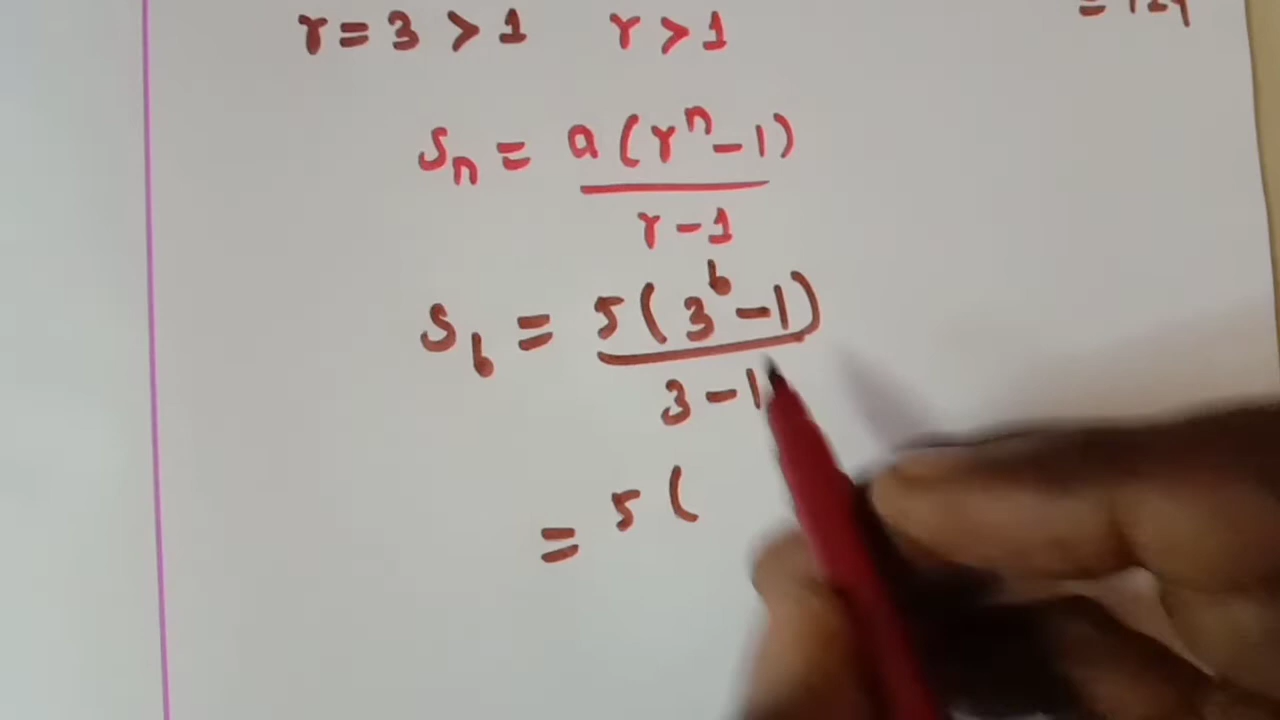 r = 3 > 1 r > 1
Sn = a(r^n - 1)
r - 1
S6 = 5(3^6 - 1)
3 - 1
= 5(